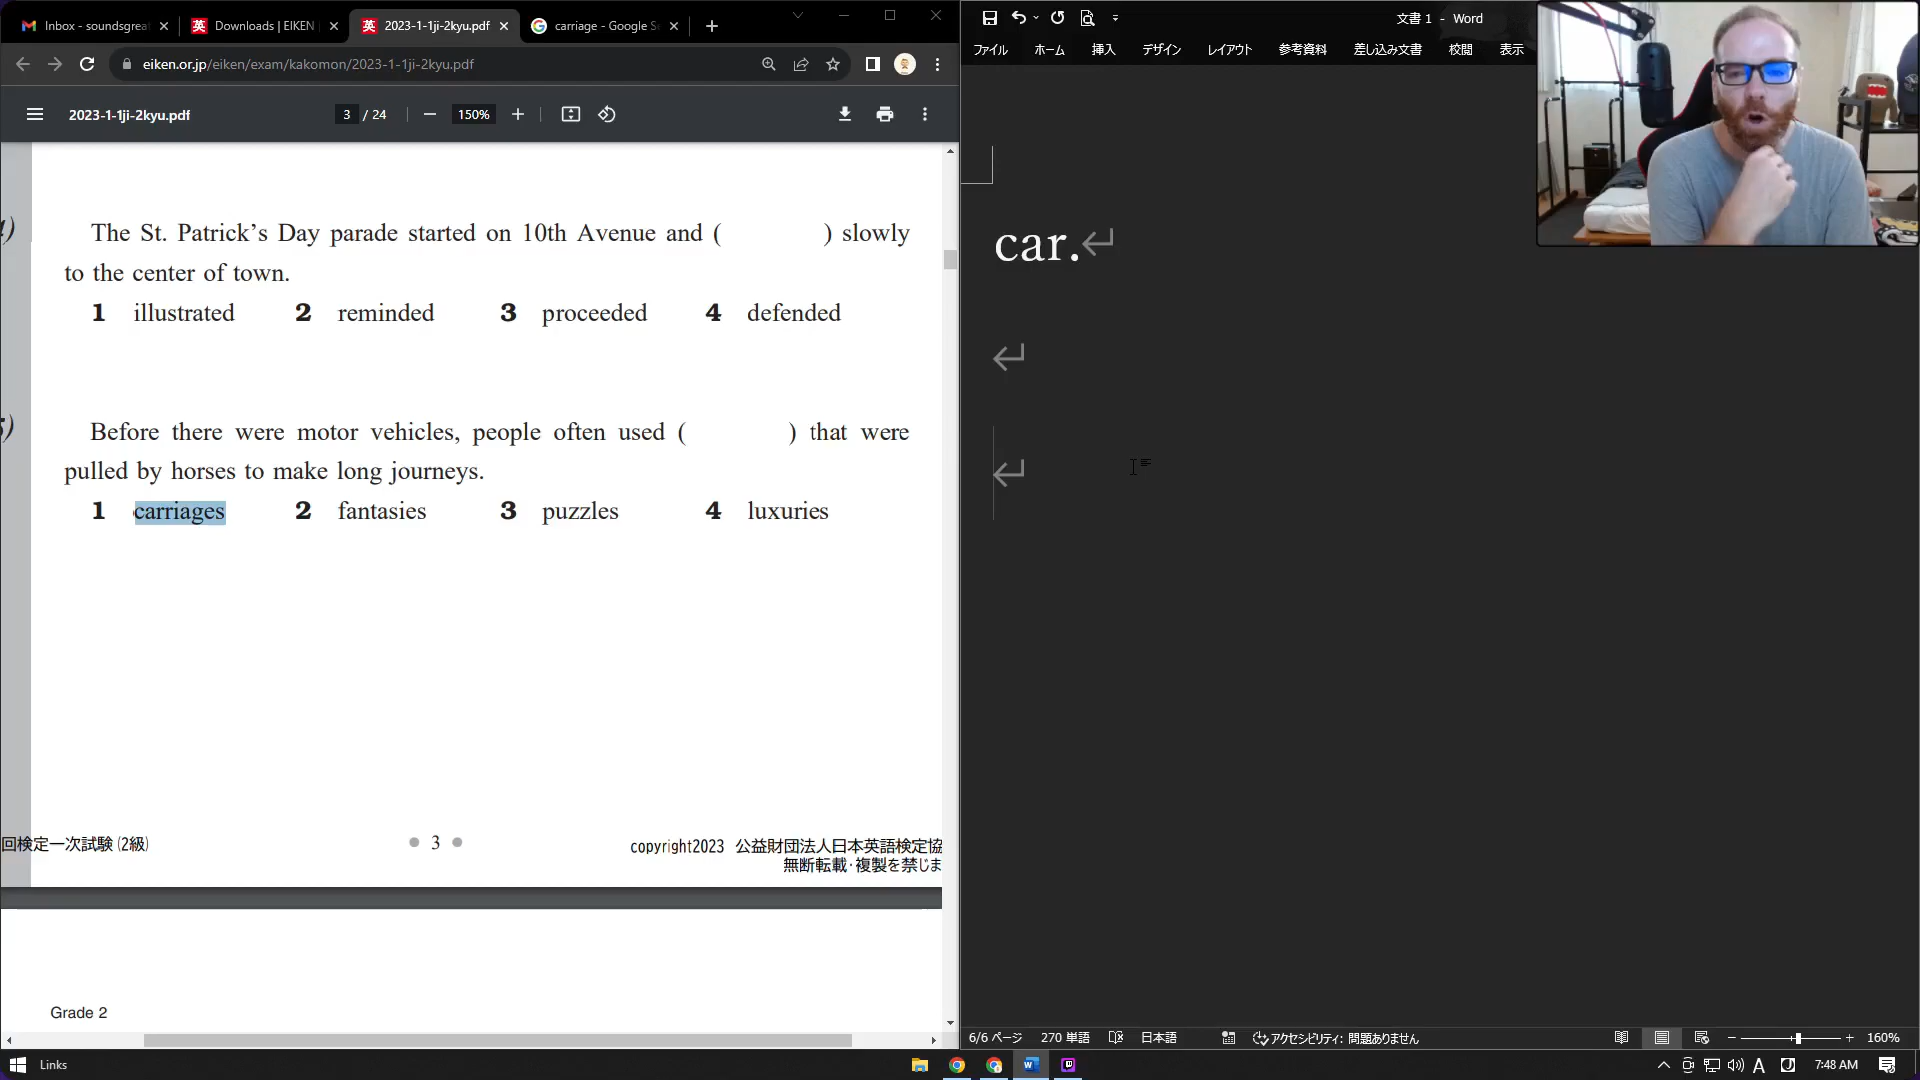 Inbox - soundsgreat
Downloads | EIKEN
2023-1-1ji-2kyu.pdf
carriage - Google S
eiken.or.jp/eiken/exam/kakomon/2023-1-1ji-2kyu.pdf
2023-1-1ji-2kyu.pdf
3 / 24
150%
The St. Patrick's Day parade started on 10th Avenue and ( ) slowly
to the center of town.
1 illustrated 2 reminded 3 proceeded 4 defended
5) Before there were motor vehicles, people often used ( ) that were
pulled by horses to make long journeys.
1 carriages 2 fantasies 3 puzzles 4 luxuries
回検定一次試験 (2級)
3
copyright2023 公益財団法人日本英語検定協
無断転載・複製を禁じま
Grade 2
文書 1 - Word
ファイル ホーム 挿入 デザイン レイアウト 参考資料 差し込み文書 校閲 表示
car.
6/6 ページ 270 単語 日本語 アクセシビリティ: 問題ありません 160%
Links
A 7:48 AM